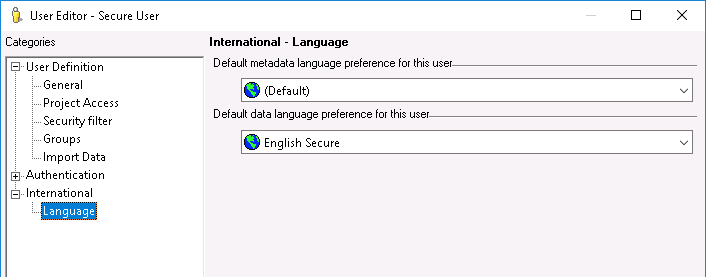 User Editor - Secure User
Categories
User Definition
General
Project Access
Security filter
Groups
Import Data
Authentication
International
Language
International - Language
Default metadata language preference for this user
(Default)
Default data language preference for this user
English Secure